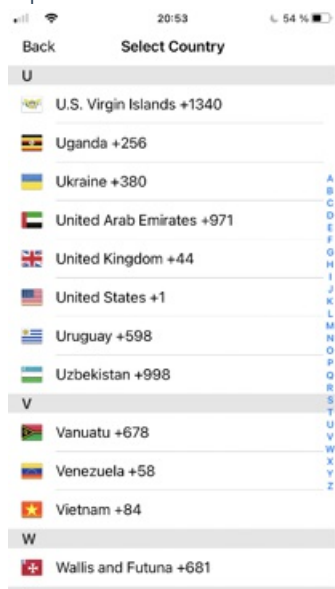 20:53
54 %
Back
Select Country
U
U.S. Virgin Islands +1340
Uganda +256
Ukraine +380
United Arab Emirates +971
United Kingdom +44
United States +1
Uruguay +598
Uzbekistan +998
V
Vanuatu +678
Venezuela +58
Vietnam +84
W
Wallis and Futuna +681
A
B
C
D
E
F
G
H
I
J
K
L
M
N
O
P
Q
R
S
T
U
V
W
X
Y
Z